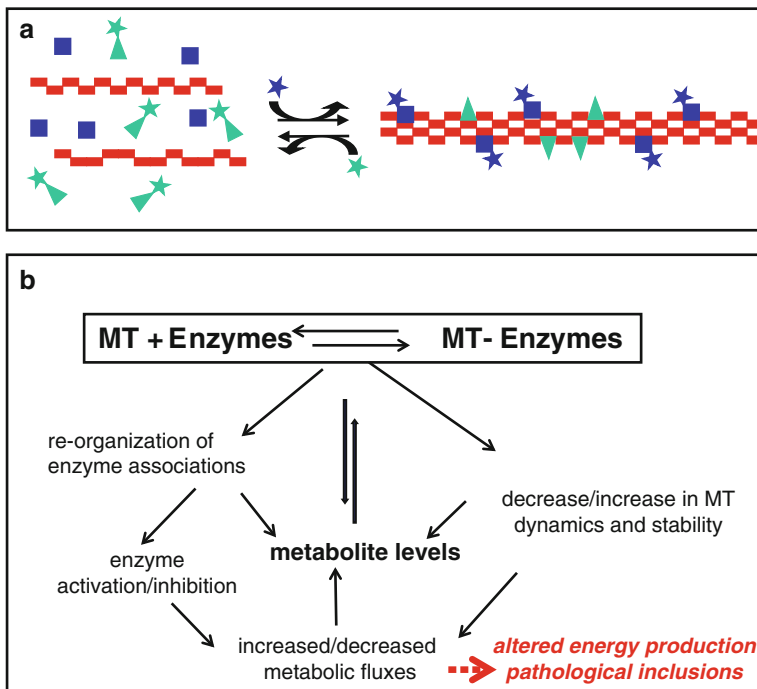 a
b
MT + Enzymes
MT- Enzymes
re-organization of
enzyme associations
decrease/increase in MT
dynamics and stability
metabolite levels
enzyme
activation/inhibition
increased/decreased
metabolic fluxes
altered energy production
pathological inclusions